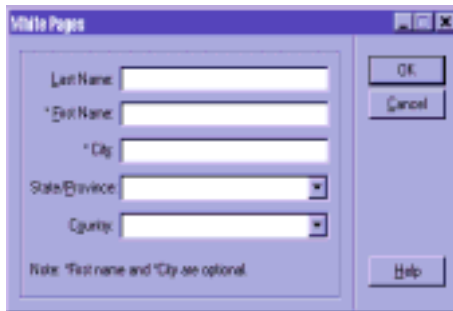 White Pages
Last Name:
OK
* First Name:
Cancel
* City:
State/Province:
Country:
Note: *First name and *City are optional.
Help